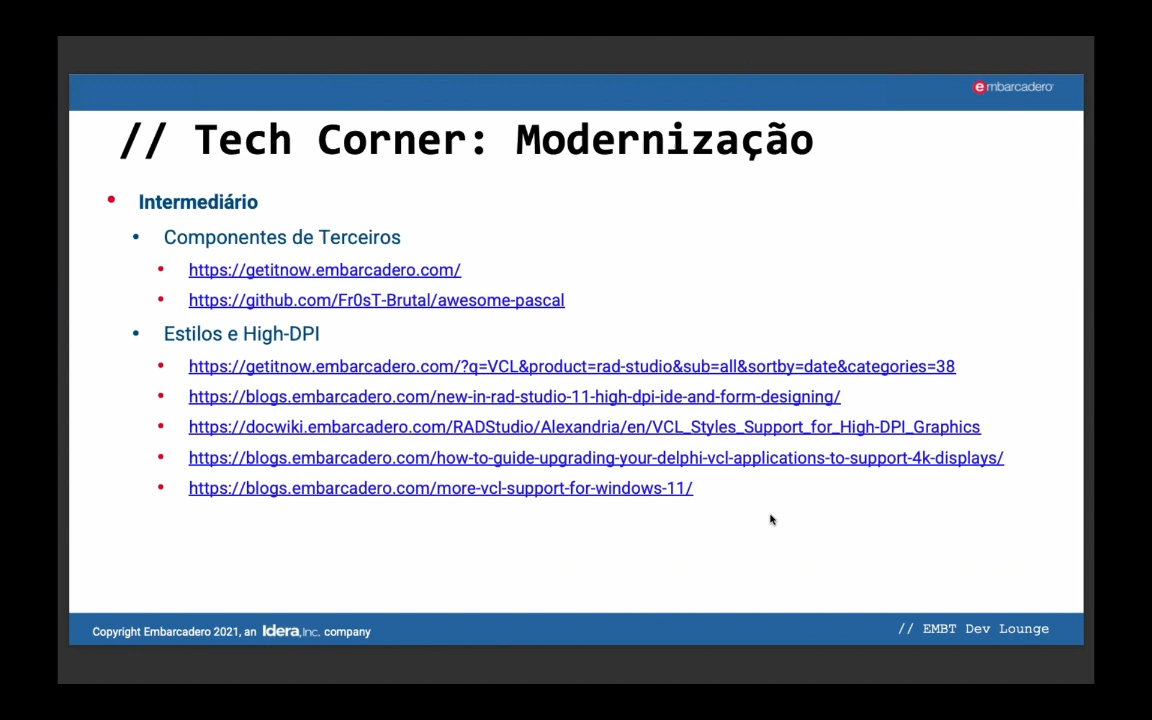 embarcadero
// Tech Corner: Modernização
• Intermediário
• Componentes de Terceiros
• https://getitnow.embarcadero.com/
• https://github.com/Fr0sT-Brutal/awesome-pascal
• Estilos e High-DPI
• https://getitnow.embarcadero.com/?q=VCL&product=rad-studio&sub=all&sortby=date&categories=38
• https://blogs.embarcadero.com/new-in-rad-studio-11-high-dpi-ide-and-form-designing/
• https://docwiki.embarcadero.com/RADStudio/Alexandria/en/VCL_Styles_Support_for_High-DPI_Graphics
• https://blogs.embarcadero.com/how-to-guide-upgrading-your-delphi-vcl-applications-to-support-4k-displays/
• https://blogs.embarcadero.com/more-vcl-support-for-windows-11/
Copyright Embarcadero 2021, an Idera, Inc. company
// EMBT Dev Lounge